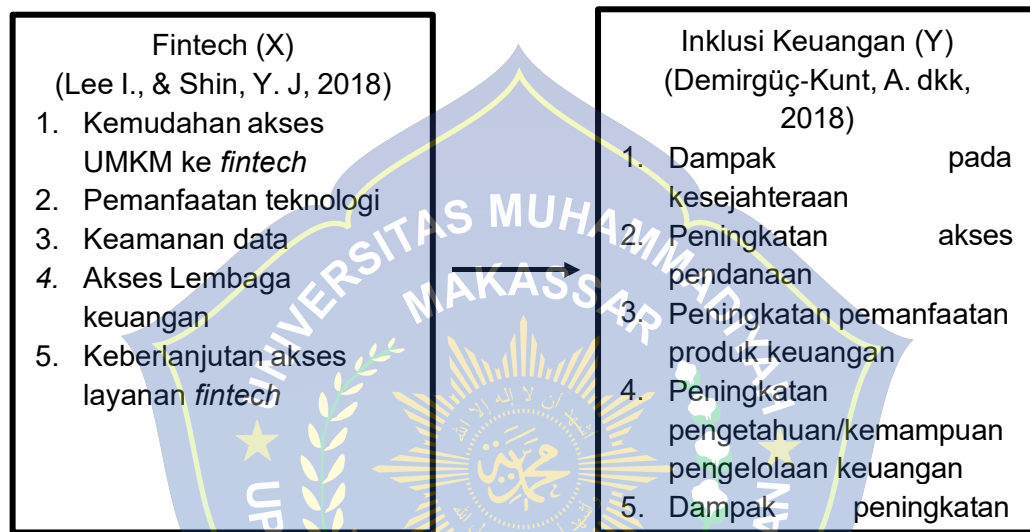 Fintech (X)
(Lee I., & Shin, Y. J, 2018)
1. Kemudahan akses
UMKM ke fintech
2. Pemanfaatan teknologi
3. Keamanan data
4. Akses Lembaga
keuangan
5. Keberlanjutan akses
layanan fintech
Inklusi Keuangan (Y)
(Demirgüç-Kunt, A. dkk,
2018)
1. Dampak pada
kesejahteraan
2. Peningkatan akses
pendanaan
3. Peningkatan pemanfaatan
produk keuangan
4. Peningkatan
pengetahuan/kemampuan
pengelolaan keuangan
5. Dampak peningkatan
UNIVERSITAS MUHAMMADIYAH
MAKASSAR